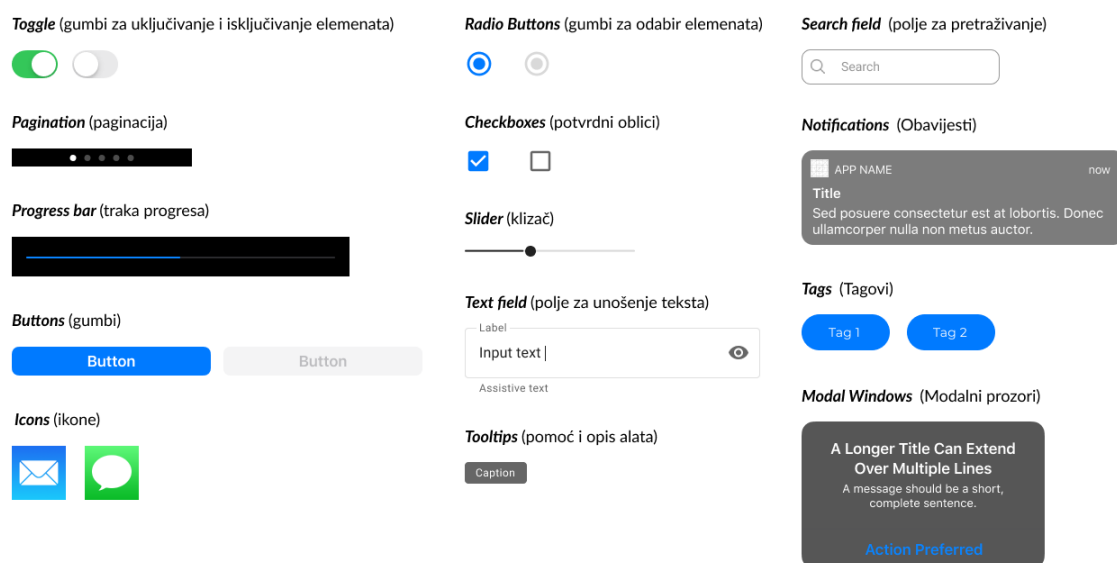 Toggle (gumbi za uključivanje i isključivanje elemenata)
Pagination (paginacija)
Progress bar (traka progresa)
Buttons (gumbi)
Button
Button
Icons (ikone)
Radio Buttons (gumbi za odabir elemenata)
Checkboxes (potvrdni oblici)
Slider (klizač)
Text field (polje za unošenje teksta)
Label
Input text
Assistive text
Tooltips (pomoć i opis alata)
Caption
Search field (polje za pretraživanje)
Search
Notifications (Obavijesti)
APP NAME now
Title
Sed posuere consectetur est at lobortis. Donec
ullamcorper nulla non metus auctor.
Tags (Tagovi)
Tag 1
Tag 2
Modal Windows (Modalni prozori)
A Longer Title Can Extend
Over Multiple Lines
A message should be a short,
complete sentence.
Action Preferred